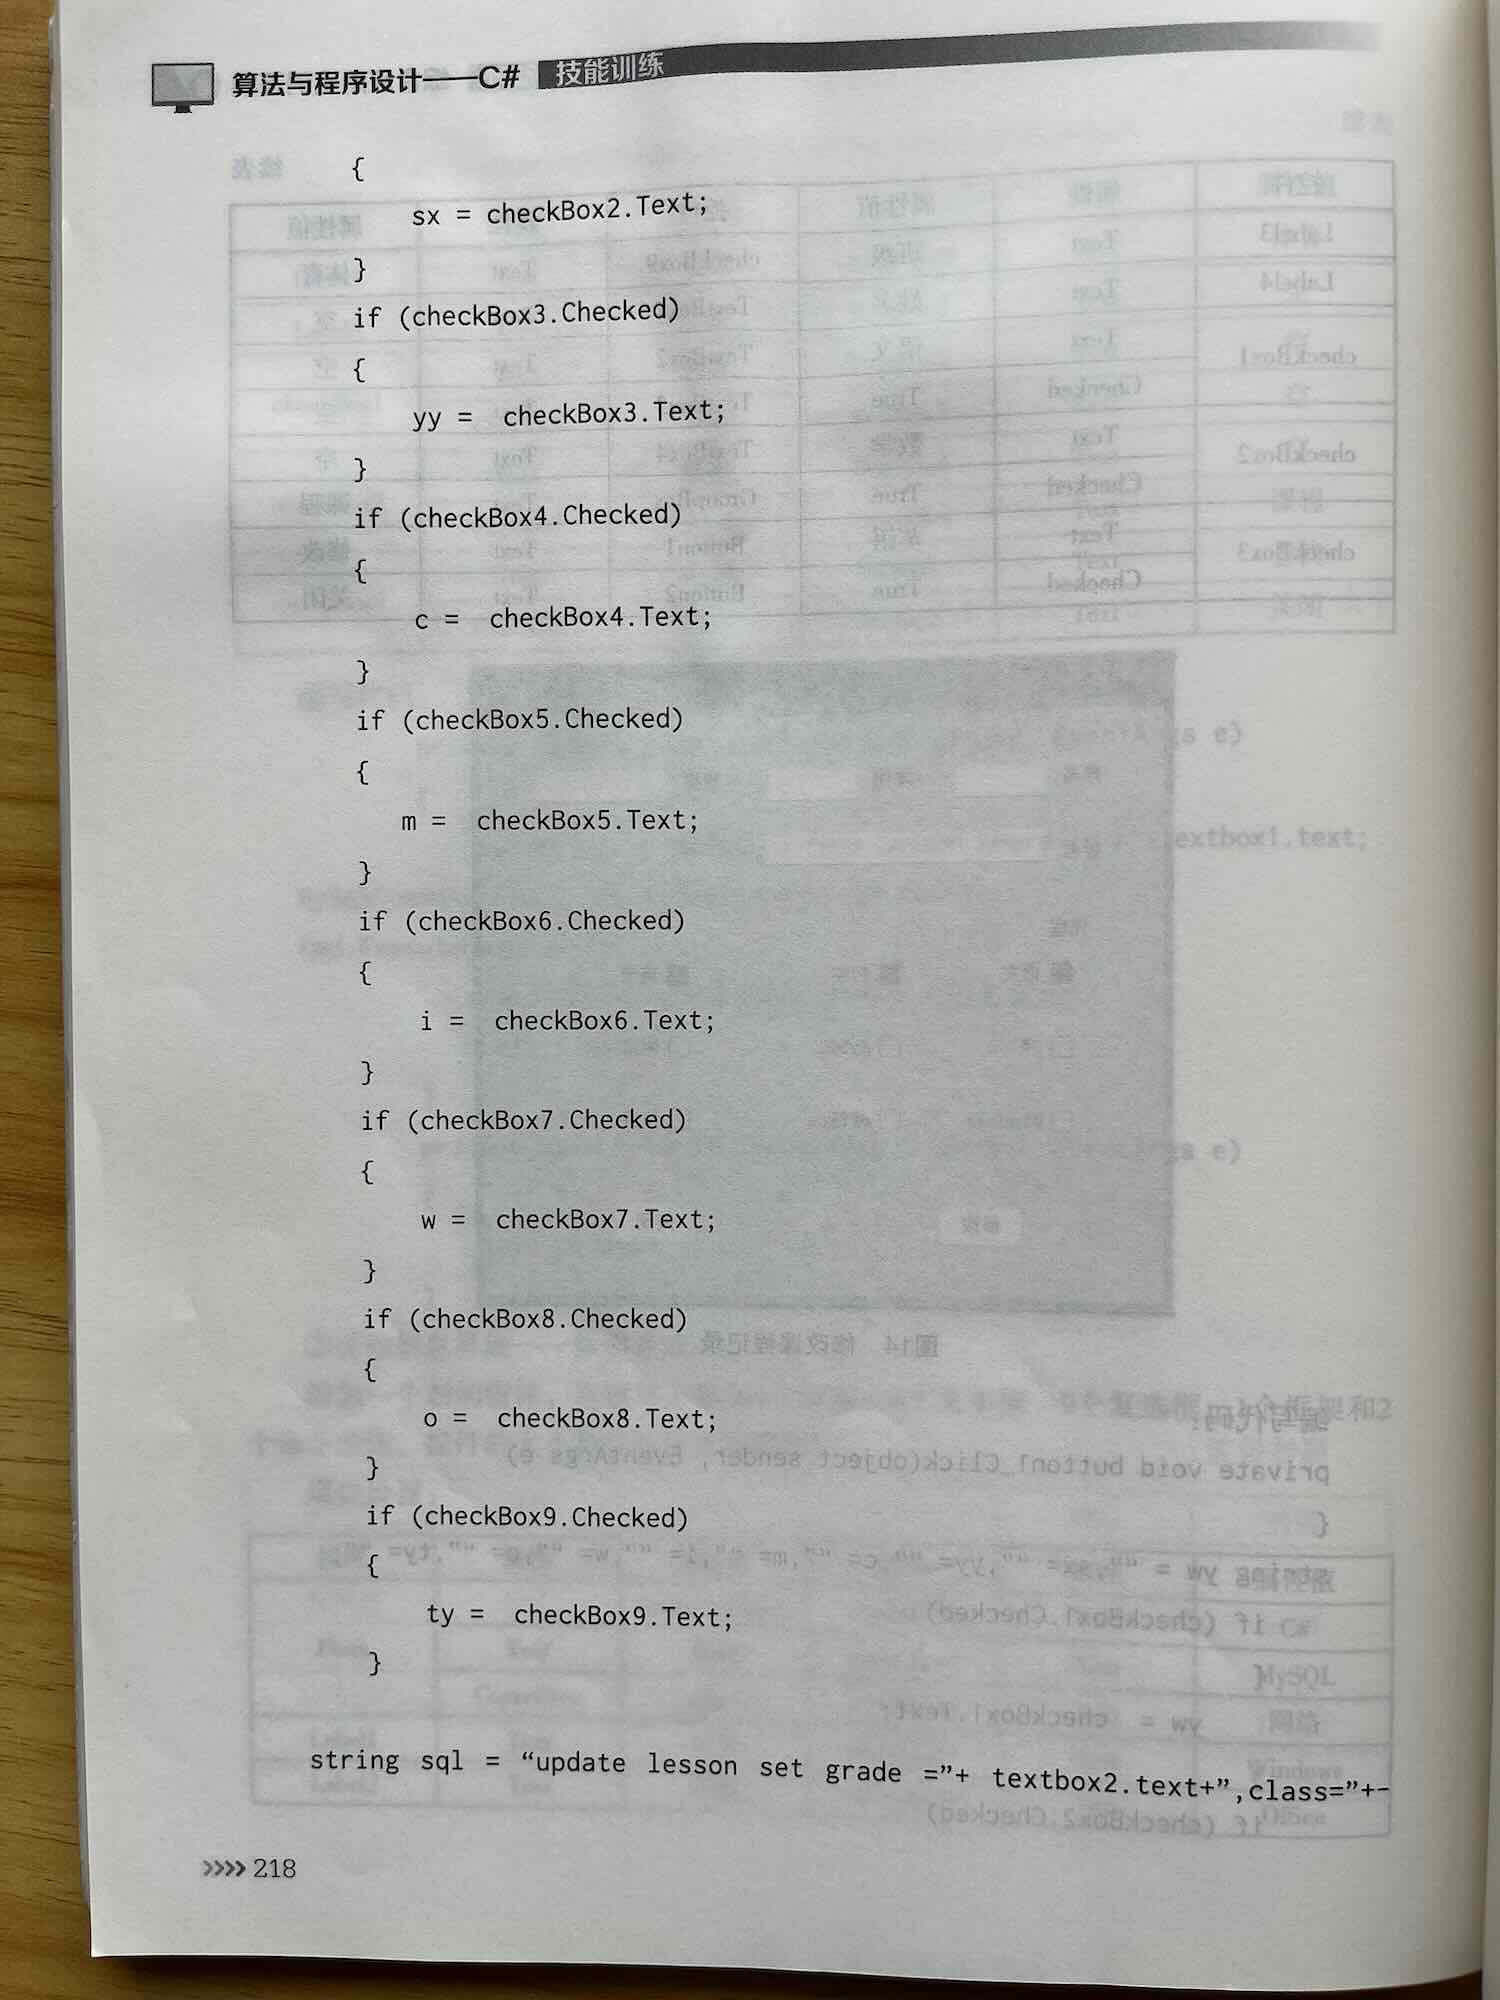 算法与程序设计——C# 技能训练
{
sx = checkBox2.Text;
}
if (checkBox3.Checked)
{
yy =  checkBox3.Text;
}
if (checkBox4.Checked)
{
c =  checkBox4.Text;
}
if (checkBox5.Checked)
{
m =  checkBox5.Text;
}
if (checkBox6.Checked)
{
i =  checkBox6.Text;
}
if (checkBox7.Checked)
{
w =  checkBox7.Text;
}
if (checkBox8.Checked)
{
o =  checkBox8.Text;
}
if (checkBox9.Checked)
{
ty =  checkBox9.Text;
}
string sql = “update lesson set grade =”+ textbox2.text+”,class=”+-
»»» 218